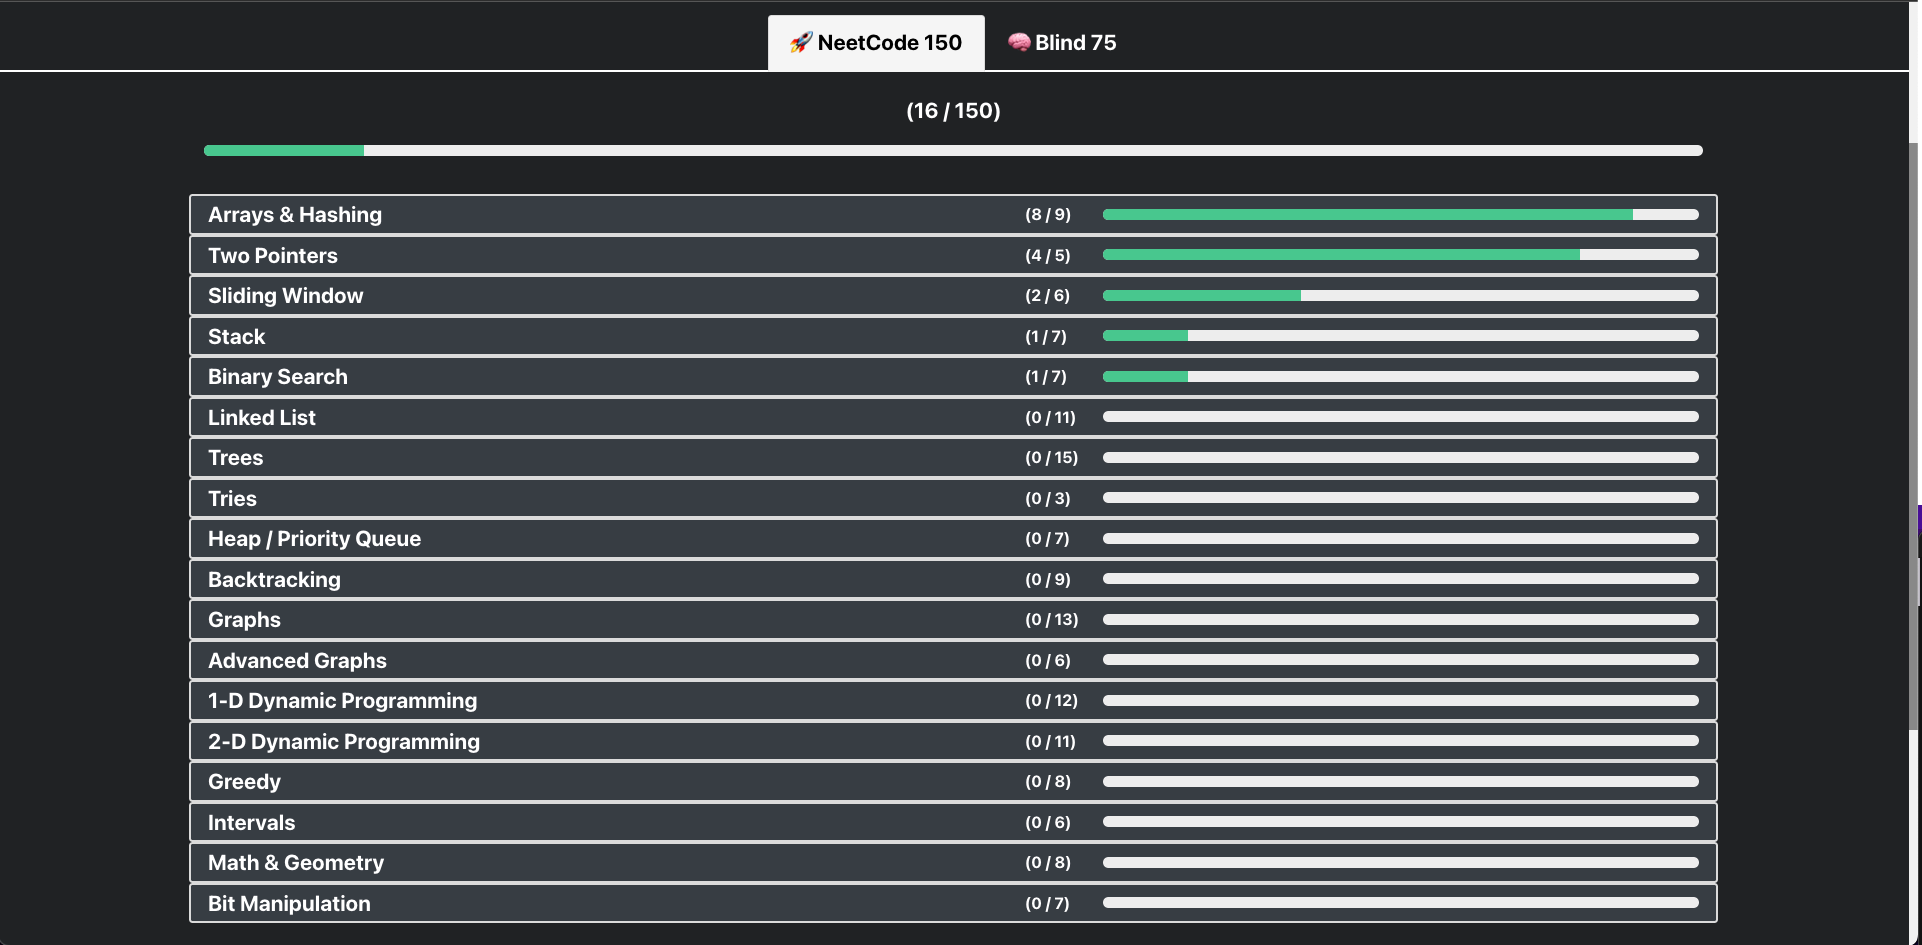 🚀 NeetCode 150 🧠 Blind 75
(16 / 150)
Arrays & Hashing (8 / 9)
Two Pointers (4 / 5)
Sliding Window (2 / 6)
Stack (1 / 7)
Binary Search (1 / 7)
Linked List (0 / 11)
Trees (0 / 15)
Tries (0 / 3)
Heap / Priority Queue (0 / 7)
Backtracking (0 / 9)
Graphs (0 / 13)
Advanced Graphs (0 / 6)
1-D Dynamic Programming (0 / 12)
2-D Dynamic Programming (0 / 11)
Greedy (0 / 8)
Intervals (0 / 6)
Math & Geometry (0 / 8)
Bit Manipulation (0 / 7)